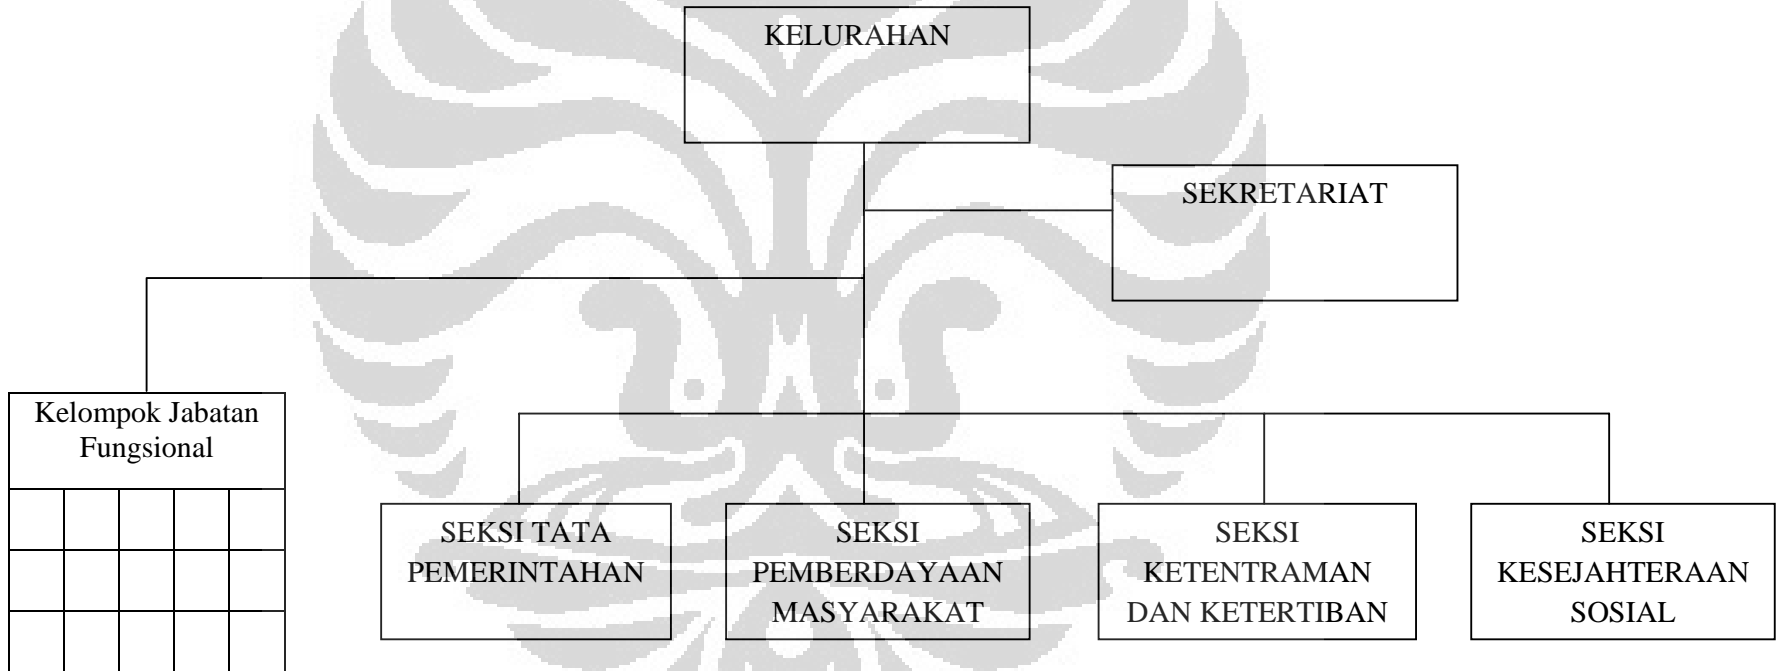 KELURAHAN
SEKRETARIAT
Kelompok Jabatan
Fungsional
SEKSI TATA
PEMERINTAHAN
SEKSI
PEMBERDAYAAN
MASYARAKAT
SEKSI
KETENTRAMAN
DAN KETERTIBAN
SEKSI
KESEJAHTERAAN
SOSIAL